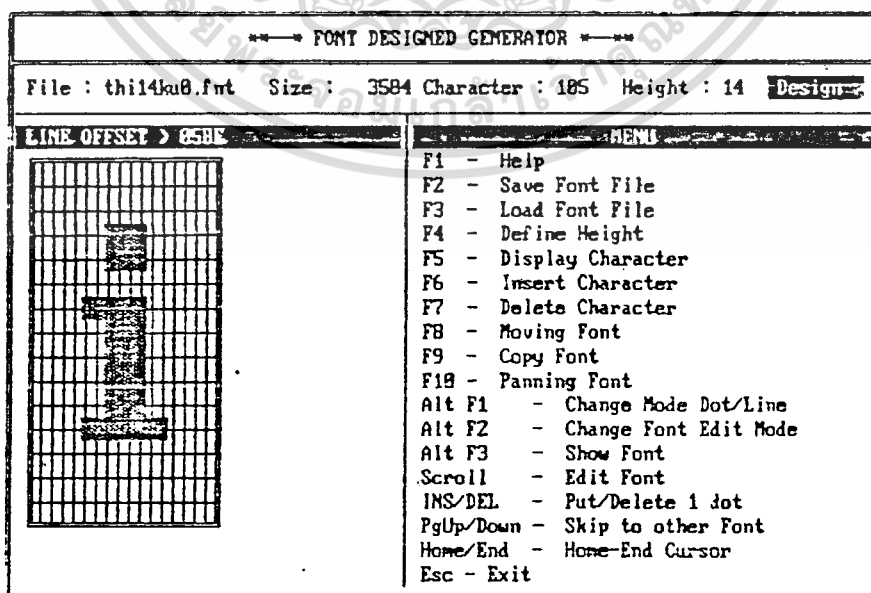 FONT DESIGNED GENERATOR
File : thi14ku0.fnt Size : 3584 Character : 105 Height : 14 Design
LINE OFFSET > 05BE
MENU
F1 - Help
F2 - Save Font File
F3 - Load Font File
F4 - Define Height
F5 - Display Character
F6 - Insert Character
F7 - Delete Character
F8 - Moving Font
F9 - Copy Font
F10 - Panning Font
Alt F1 - Change Mode Dot/Line
Alt F2 - Change Font Edit Mode
Alt F3 - Show Font
Scroll - Edit Font
INS/DEL - Put/Delete 1 dot
PgUp/Down - Skip to other Font
Home/End - Home-End Cursor
Esc - Exit